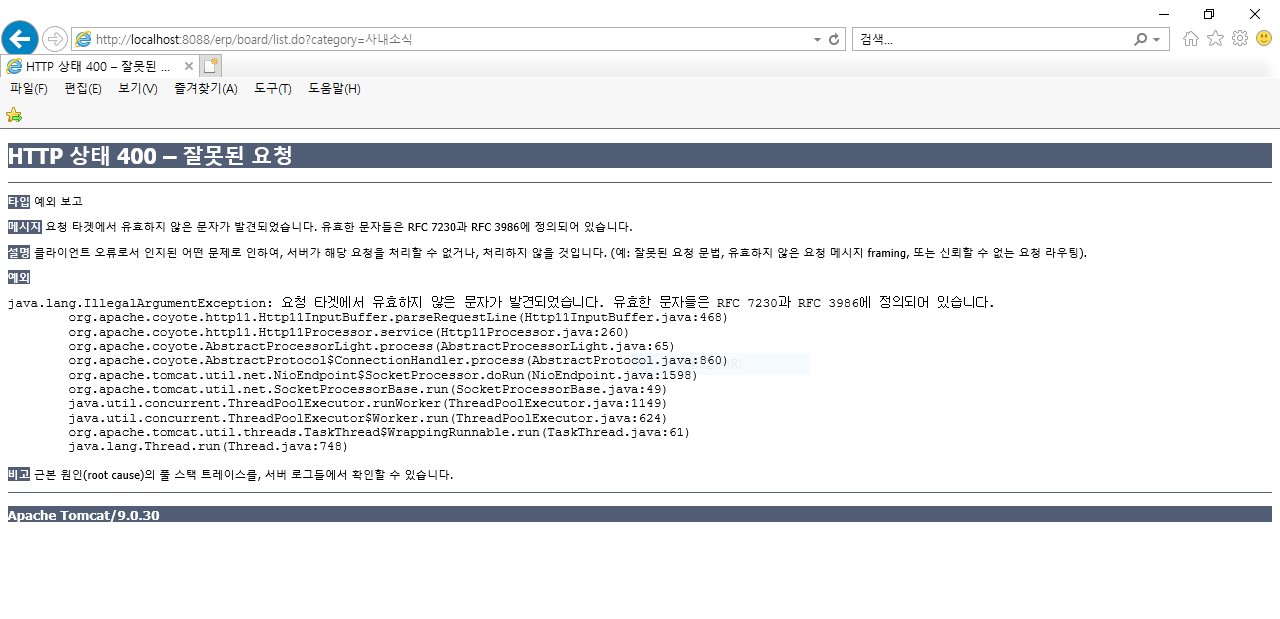 http://localhost:8088/erp/board/list.do?category=사내소식
검색...
HTTP 상태 400 – 잘못된 ...
파일(F) 편집(E) 보기(V) 즐겨찾기(A) 도구(T) 도움말(H)
HTTP 상태 400 – 잘못된 요청
타입 예외 보고
메시지 요청 타겟에서 유효하지 않은 문자가 발견되었습니다. 유효한 문자들은 RFC 7230과 RFC 3986에 정의되어 있습니다.
설명 클라이언트 오류로서 인지된 어떤 문제로 인하여, 서버가 해당 요청을 처리할 수 없거나, 처리하지 않을 것입니다. (예: 잘못된 요청 문법, 유효하지 않은 요청 메시지 framing, 또는 신뢰할 수 없는 요청 라우팅).
예외
java.lang.IllegalArgumentException: 요청 타겟에서 유효하지 않은 문자가 발견되었습니다. 유효한 문자들은 RFC 7230과 RFC 3986에 정의되어 있습니다.
org.apache.coyote.http11.Http11InputBuffer.parseRequestLine(Http11InputBuffer.java:468)
org.apache.coyote.http11.Http11Processor.service(Http11Processor.java:260)
org.apache.coyote.AbstractProcessorLight.process(AbstractProcessorLight.java:65)
org.apache.coyote.AbstractProtocol$ConnectionHandler.process(AbstractProtocol.java:860)
org.apache.tomcat.util.net.NioEndpoint$SocketProcessor.doRun(NioEndpoint.java:1598)
org.apache.tomcat.util.net.SocketProcessorBase.run(SocketProcessorBase.java:49)
java.util.concurrent.ThreadPoolExecutor.runWorker(ThreadPoolExecutor.java:1149)
java.util.concurrent.ThreadPoolExecutor$Worker.run(ThreadPoolExecutor.java:624)
org.apache.tomcat.util.threads.TaskThread$WrappingRunnable.run(TaskThread.java:61)
java.lang.Thread.run(Thread.java:748)
비고 근본 원인(root cause)의 풀 스택 트레이스를, 서버 로그들에서 확인할 수 있습니다.
Apache Tomcat/9.0.30